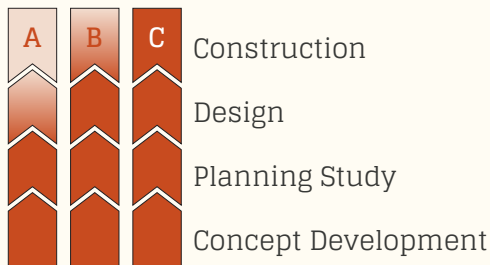 A B C
Construction
Design
Planning Study
Concept Development